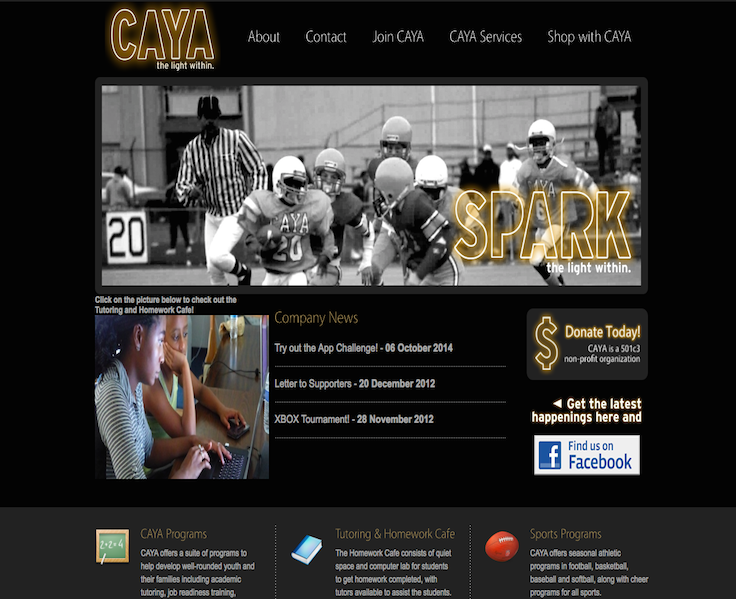 CAYA
the light within.
About
Contact
Join CAYA
CAYA Services
Shop with CAYA
CAYA
20
20
CAYA
6
SPARK
the light within.
Click on the picture below to check out the
Tutoring and Homework Cafe!
Company News
Try out the App Challenge! - 06 October 2014
Letter to Supporters - 20 December 2012
XBOX Tournament! - 28 November 2012
$
Donate Today!
CAYA is a 501c3
non-profit organization
◄ Get the latest
happenings here and
f
Find us on
Facebook
2+2=4
CAYA Programs
CAYA offers a suite of programs to
help develop well-rounded youth and
their families including academic
tutoring, job readiness training,
Tutoring & Homework Cafe
The Homework Cafe consists of quiet
space and computer lab for students
to get homework completed, with
tutors available to assist the students.
Sports Programs
CAYA offers seasonal athletic
programs in football, basketball,
baseball and softball, along with cheer
programs for all sports.